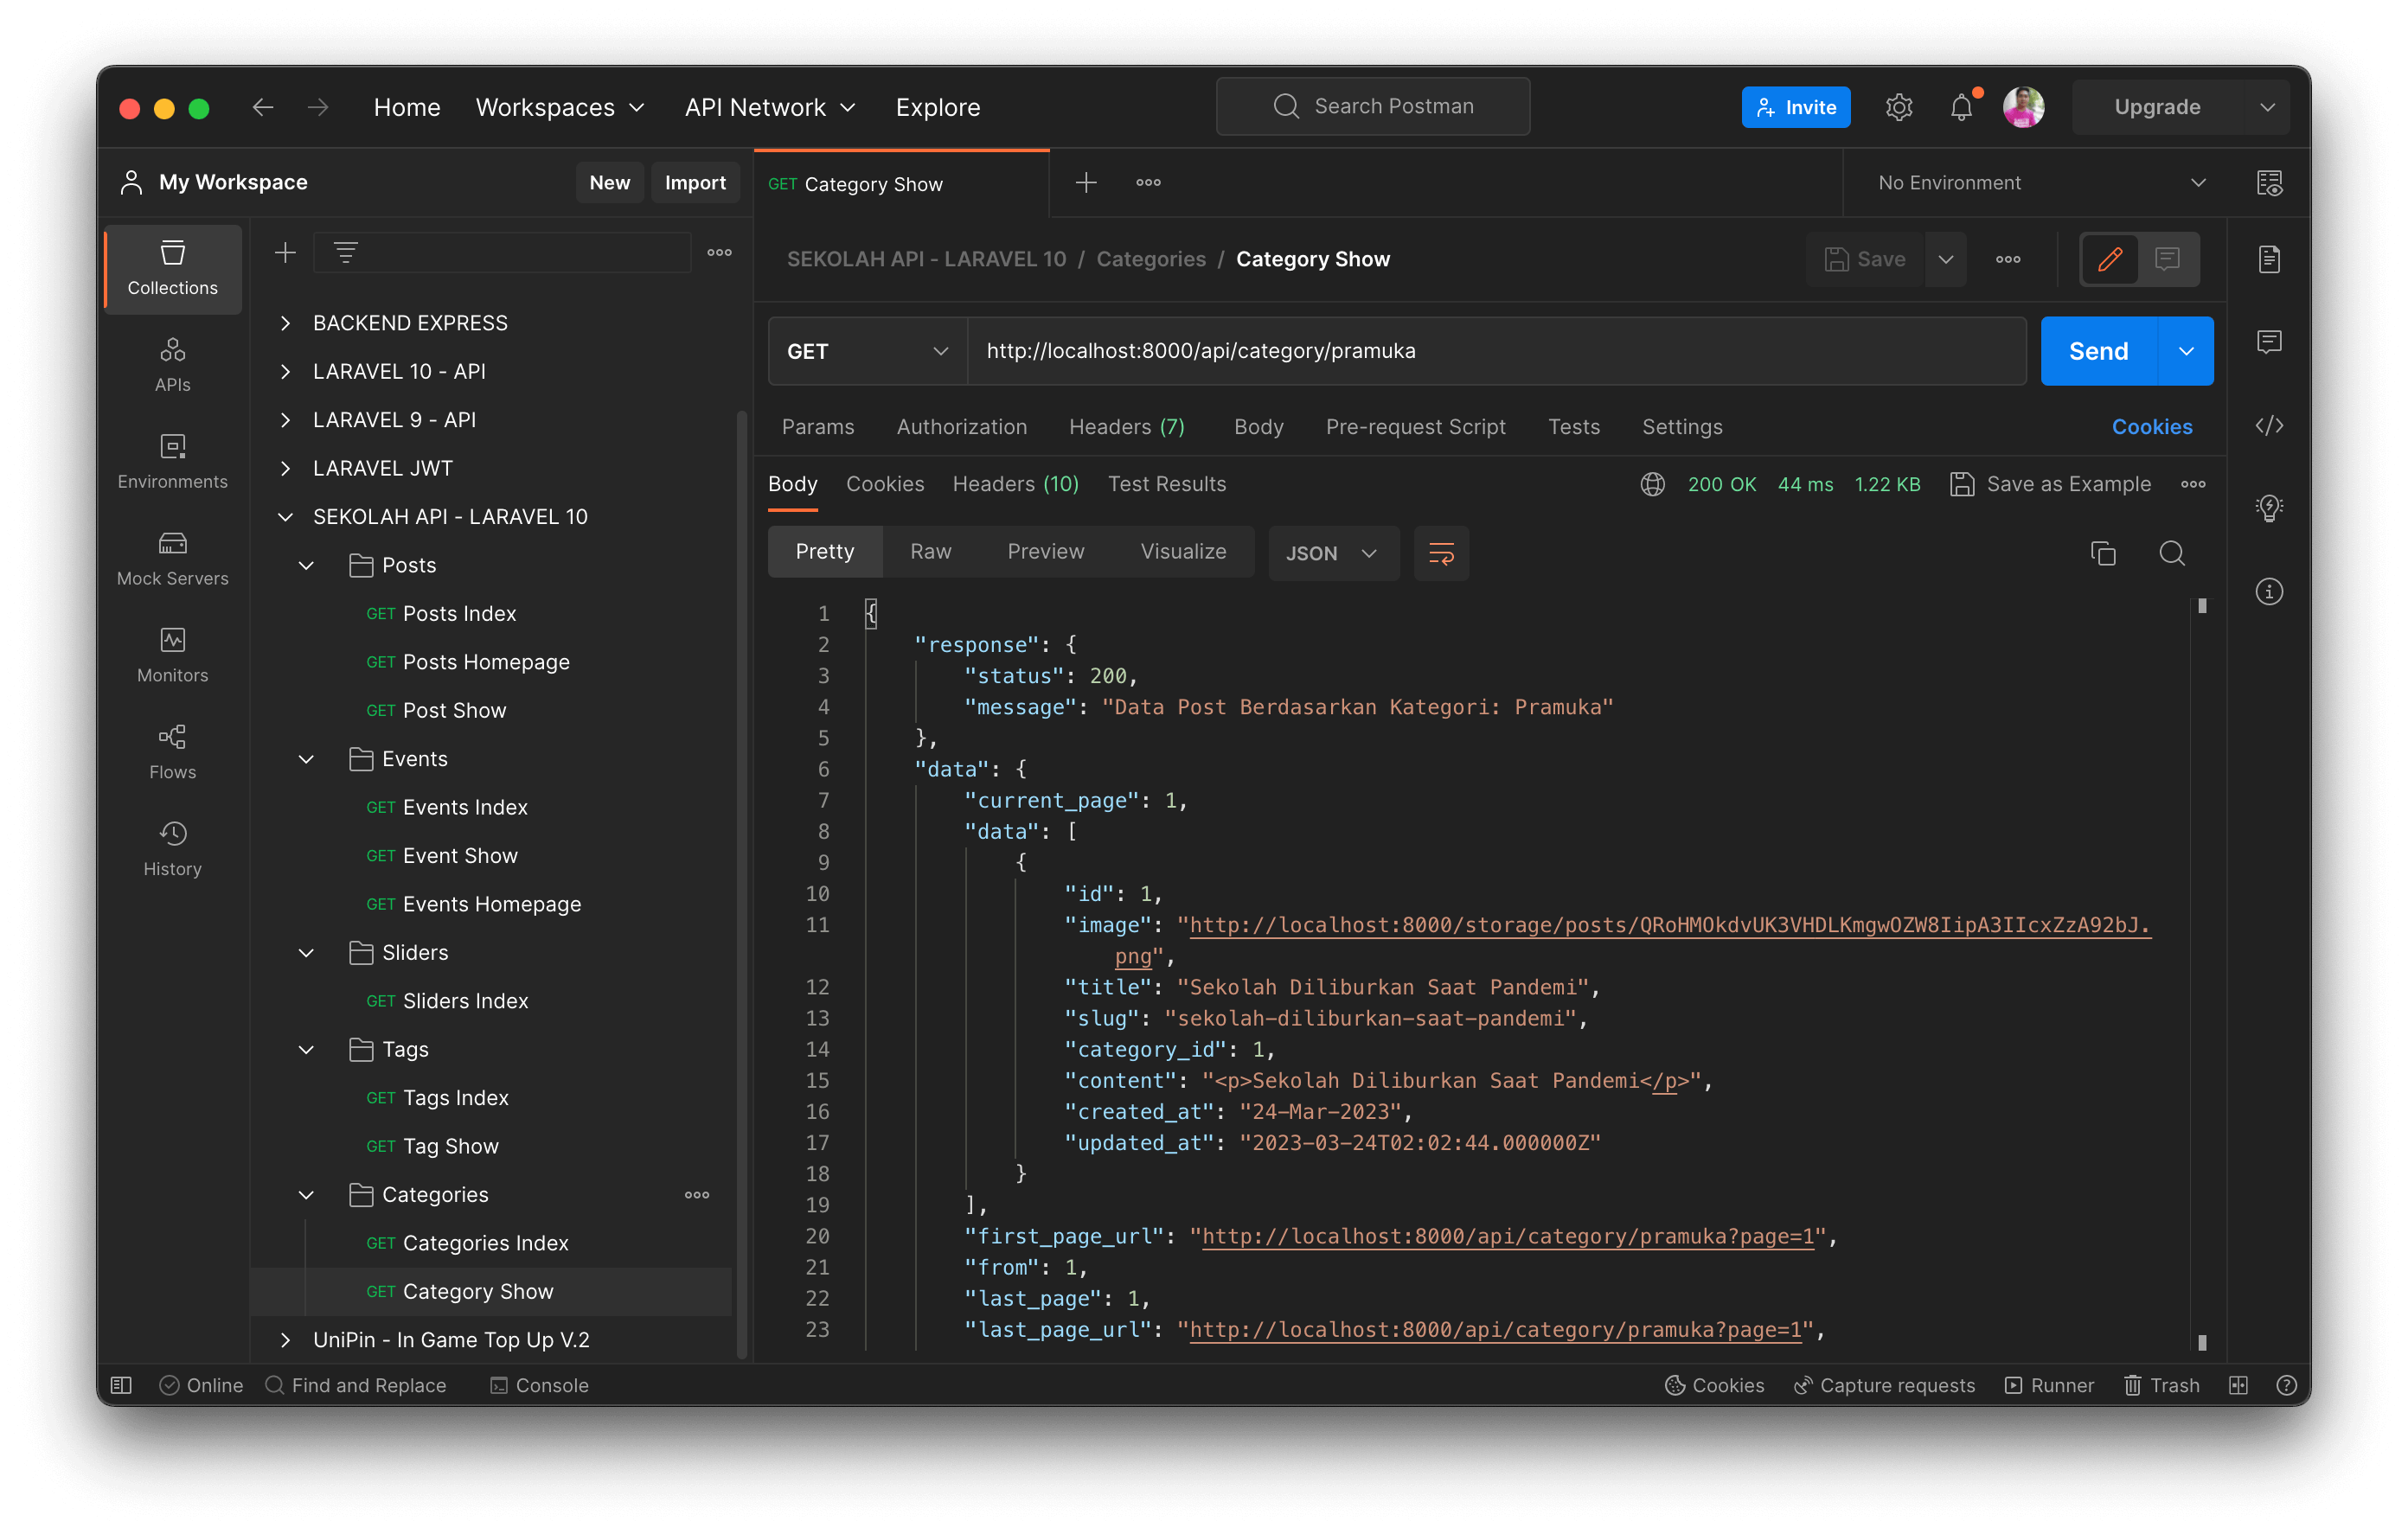 Home Workspaces API Network Explore Search Postman Invite Upgrade
My Workspace New Import GET Category Show No Environment
Collections
APIs
Environments
Mock Servers
Monitors
Flows
History
BACKEND EXPRESS
LARAVEL 10 - API
LARAVEL 9 - API
LARAVEL JWT
SEKOLAH API - LARAVEL 10
Posts
GET Posts Index
GET Posts Homepage
GET Post Show
Events
GET Events Index
GET Event Show
GET Events Homepage
Sliders
GET Sliders Index
Tags
GET Tags Index
GET Tag Show
Categories
GET Categories Index
GET Category Show
UniPin - In Game Top Up V.2
SEKOLAH API - LARAVEL 10 / Categories / Category Show Save
GET http://localhost:8000/api/category/pramuka Send
Params Authorization Headers (7) Body Pre-request Script Tests Settings Cookies
Body Cookies Headers (10) Test Results 200 OK 44 ms 1.22 KB Save as Example
Pretty Raw Preview Visualize JSON
1 {
2 "response": {
3 "status": 200,
4 "message": "Data Post Berdasarkan Kategori: Pramuka"
5 },
6 "data": {
7 "current_page": 1,
8 "data": [
9 {
10 "id": 1,
11 "image": "http://localhost:8000/storage/posts/QRoHMOkdvUK3VHDLKmgwOZW8IipA3IIcxZzA92bJ.
png",
12 "title": "Sekolah Diliburkan Saat Pandemi",
13 "slug": "sekolah-diliburkan-saat-pandemi",
14 "category_id": 1,
15 "content": "<p>Sekolah Diliburkan Saat Pandemi</p>",
16 "created_at": "24-Mar-2023",
17 "updated_at": "2023-03-24T02:02:44.000000Z"
18 }
19 ],
20 "first_page_url": "http://localhost:8000/api/category/pramuka?page=1",
21 "from": 1,
22 "last_page": 1,
23 "last_page_url": "http://localhost:8000/api/category/pramuka?page=1",
Online Find and Replace Console Cookies Capture requests Runner Trash